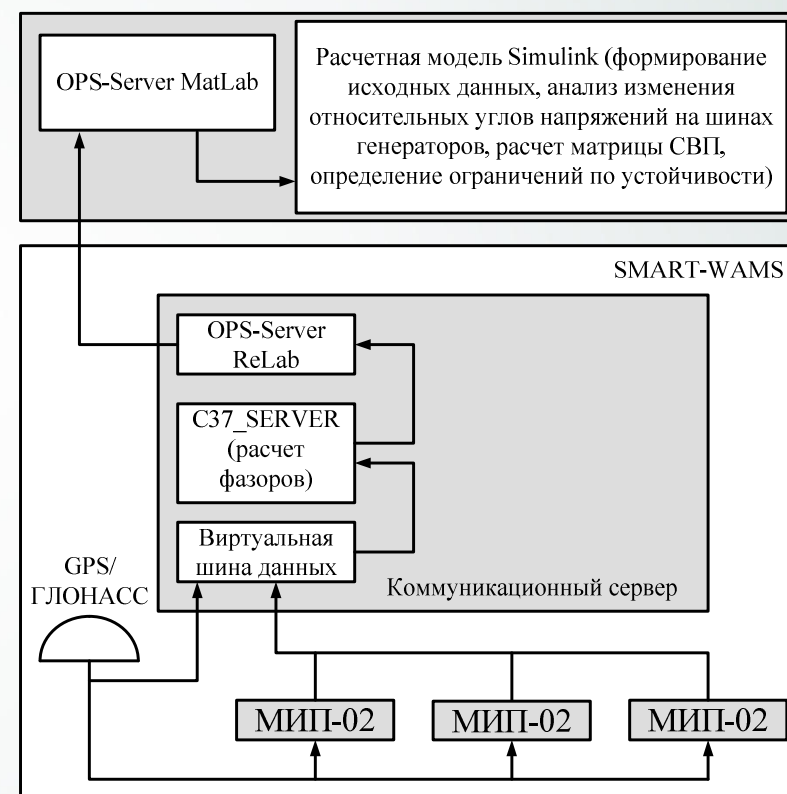 OPS-Server MatLab
Расчетная модель Simulink (формирование
исходных данных, анализ изменения
относительных углов напряжений на шинах
генераторов, расчет матрицы СВП,
определение ограничений по устойчивости)
SMART-WAMS
OPS-Server
ReLab
C37_SERVER
(расчет
фазоров)
Виртуальная
шина данных
Коммуникационный сервер
GPS/
ГЛОНАСС
МИП-02
МИП-02
МИП-02